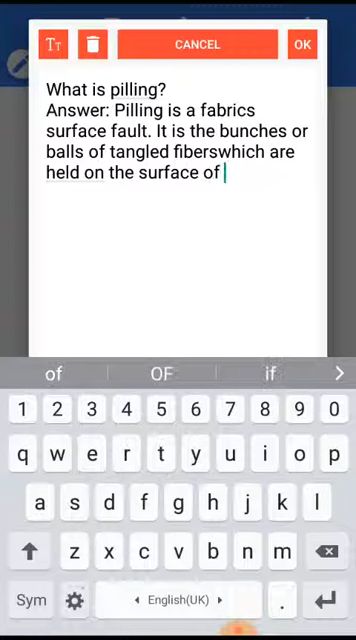 TT CANCEL OK
What is pilling?
Answer: Pilling is a fabrics
surface fault. It is the bunches or
balls of tangled fiberswhich are
held on the surface of
of OF if
1 2 3 4 5 6 7 8 9 0
q w e r t y u i o p
a s d f g h j k l
z x c v b n m
Sym English(UK) .